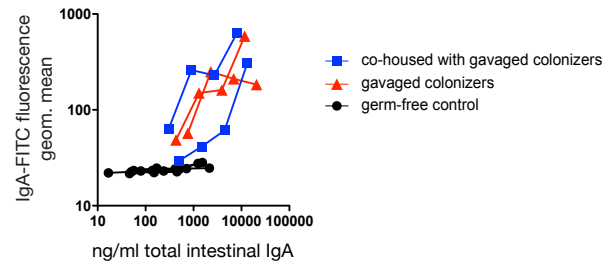 IgA-FITC fluorescence
geom. mean
1000
100
10
10 100 1000 10000 100000
ng/ml total intestinal IgA
co-housed with gavaged colonizers
gavaged colonizers
germ-free control